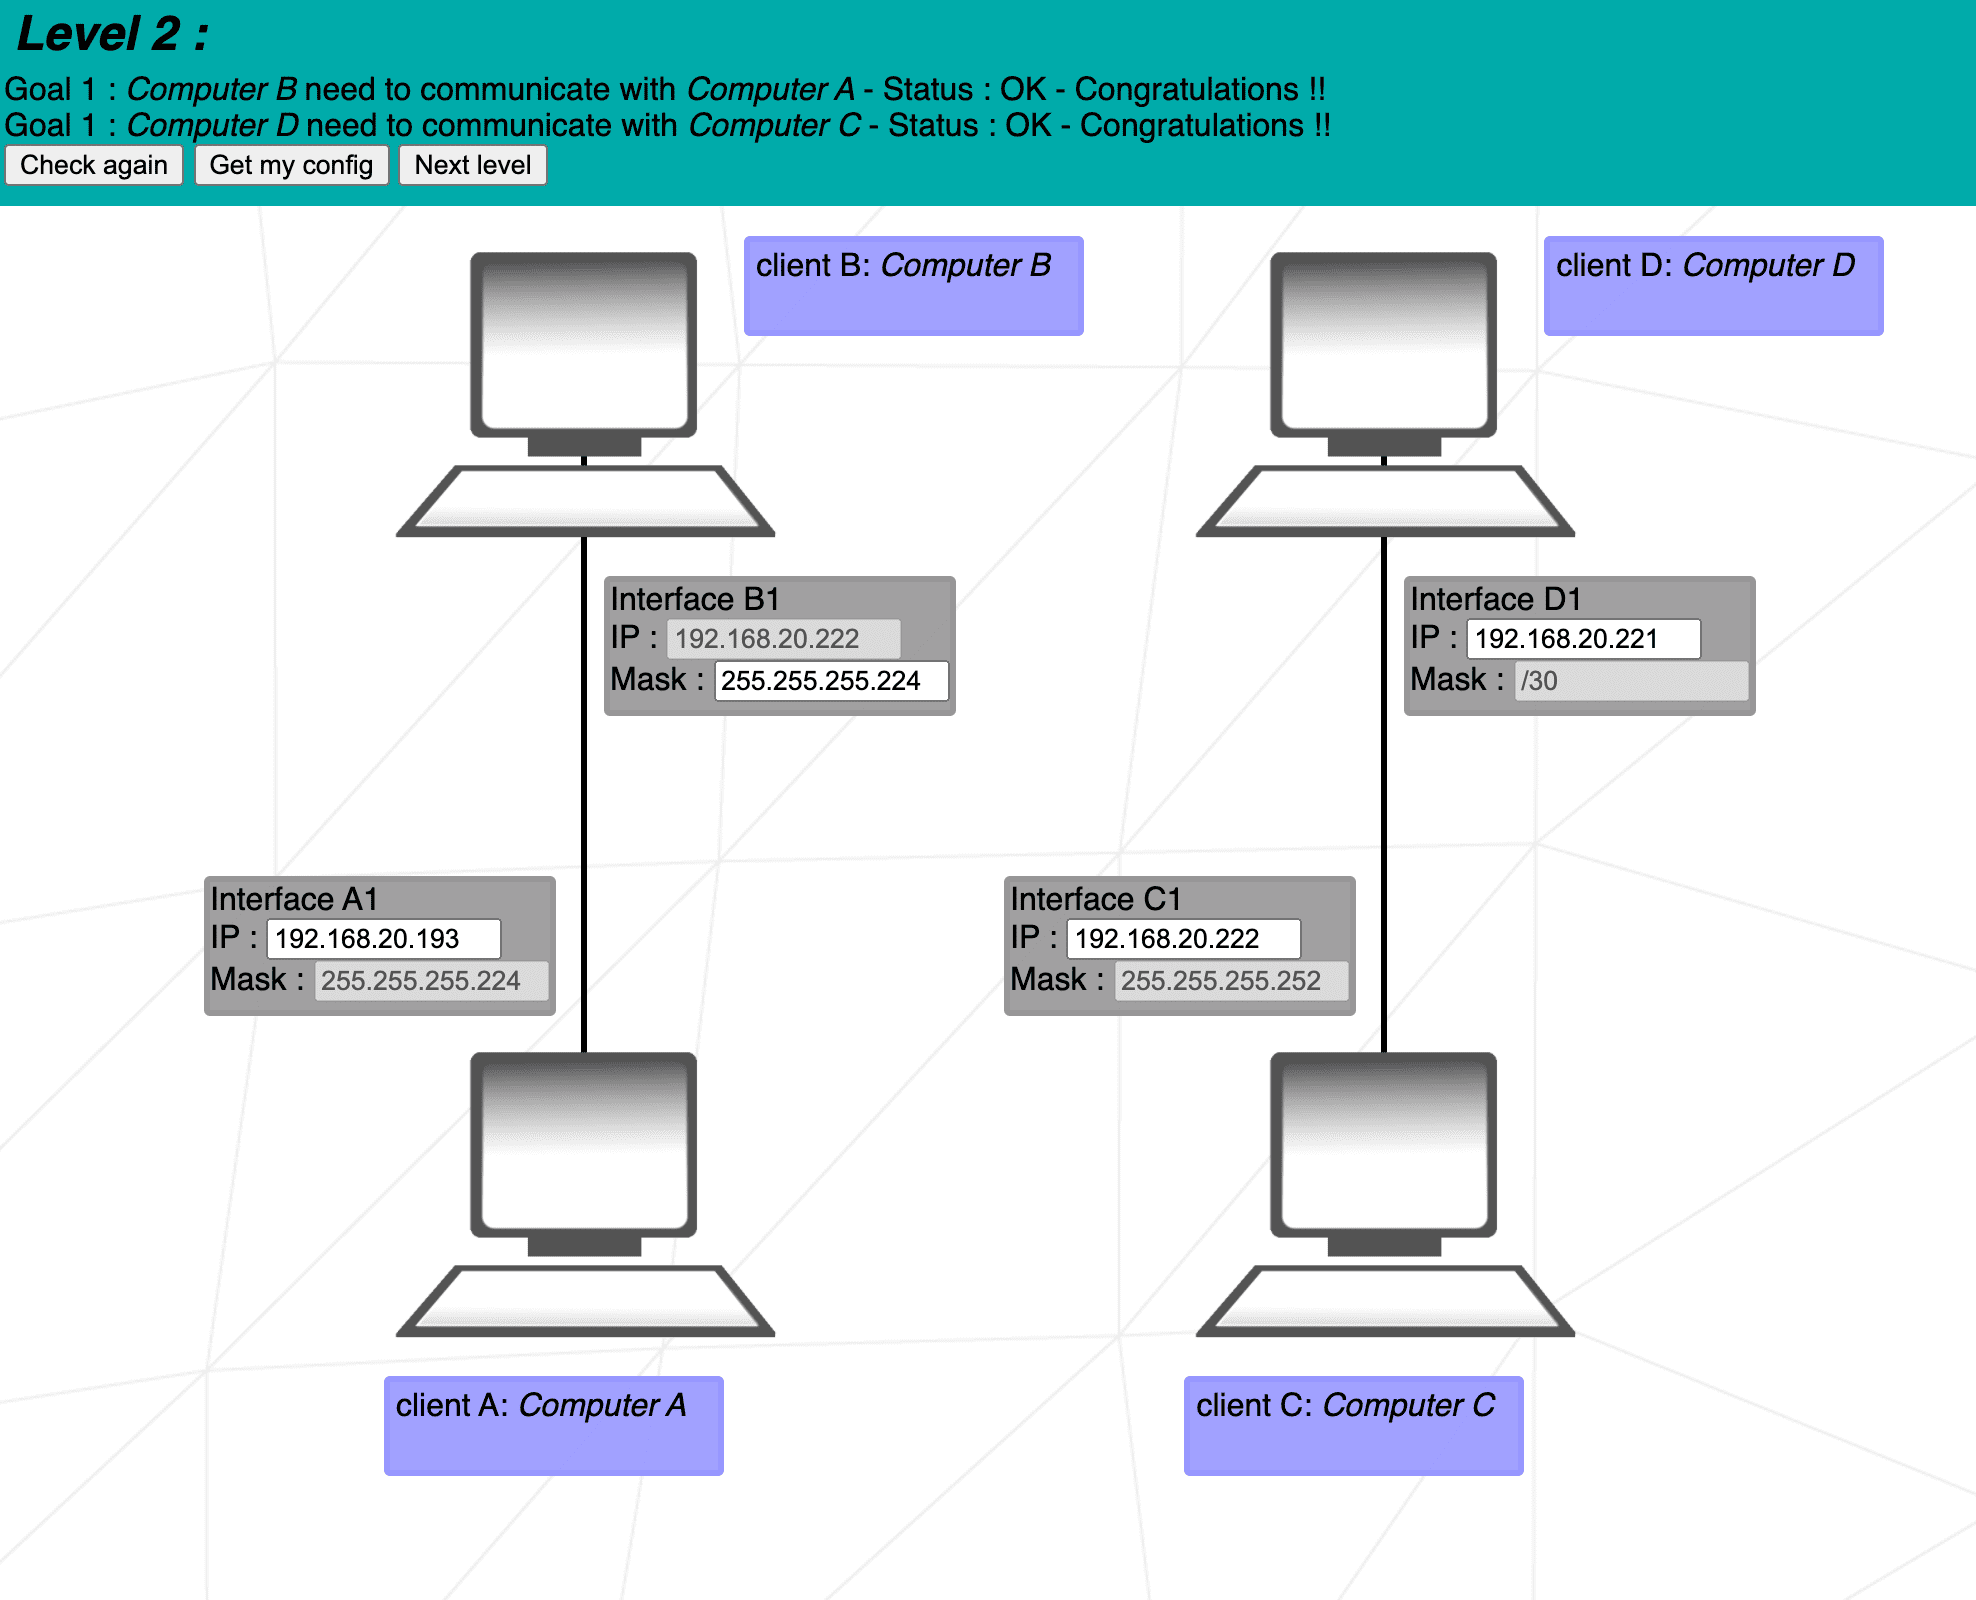 Level 2 :
Goal 1 : Computer B need to communicate with Computer A - Status : OK - Congratulations !!
Goal 1 : Computer D need to communicate with Computer C - Status : OK - Congratulations !!
Check again Get my config Next level
client B: Computer B
client D: Computer D
Interface B1
IP : 192.168.20.222
Mask : 255.255.255.224
Interface D1
IP : 192.168.20.221
Mask : /30
Interface A1
IP : 192.168.20.193
Mask : 255.255.255.224
Interface C1
IP : 192.168.20.222
Mask : 255.255.255.252
client A: Computer A
client C: Computer C